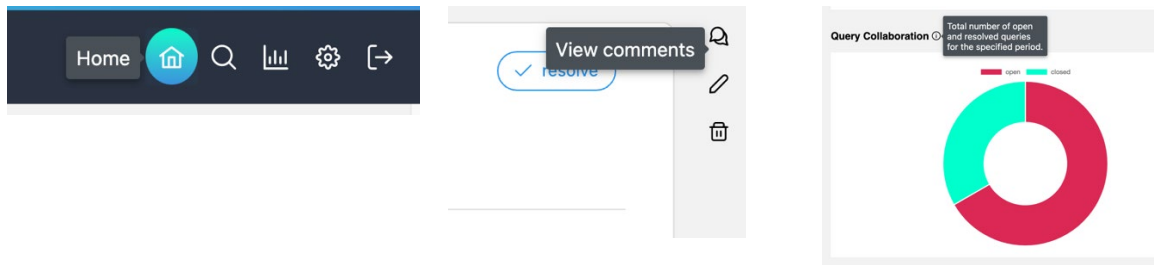 Home
View comments
resolve
Query Collaboration
Total number of open
and resolved queries
for the specified period.
open
closed